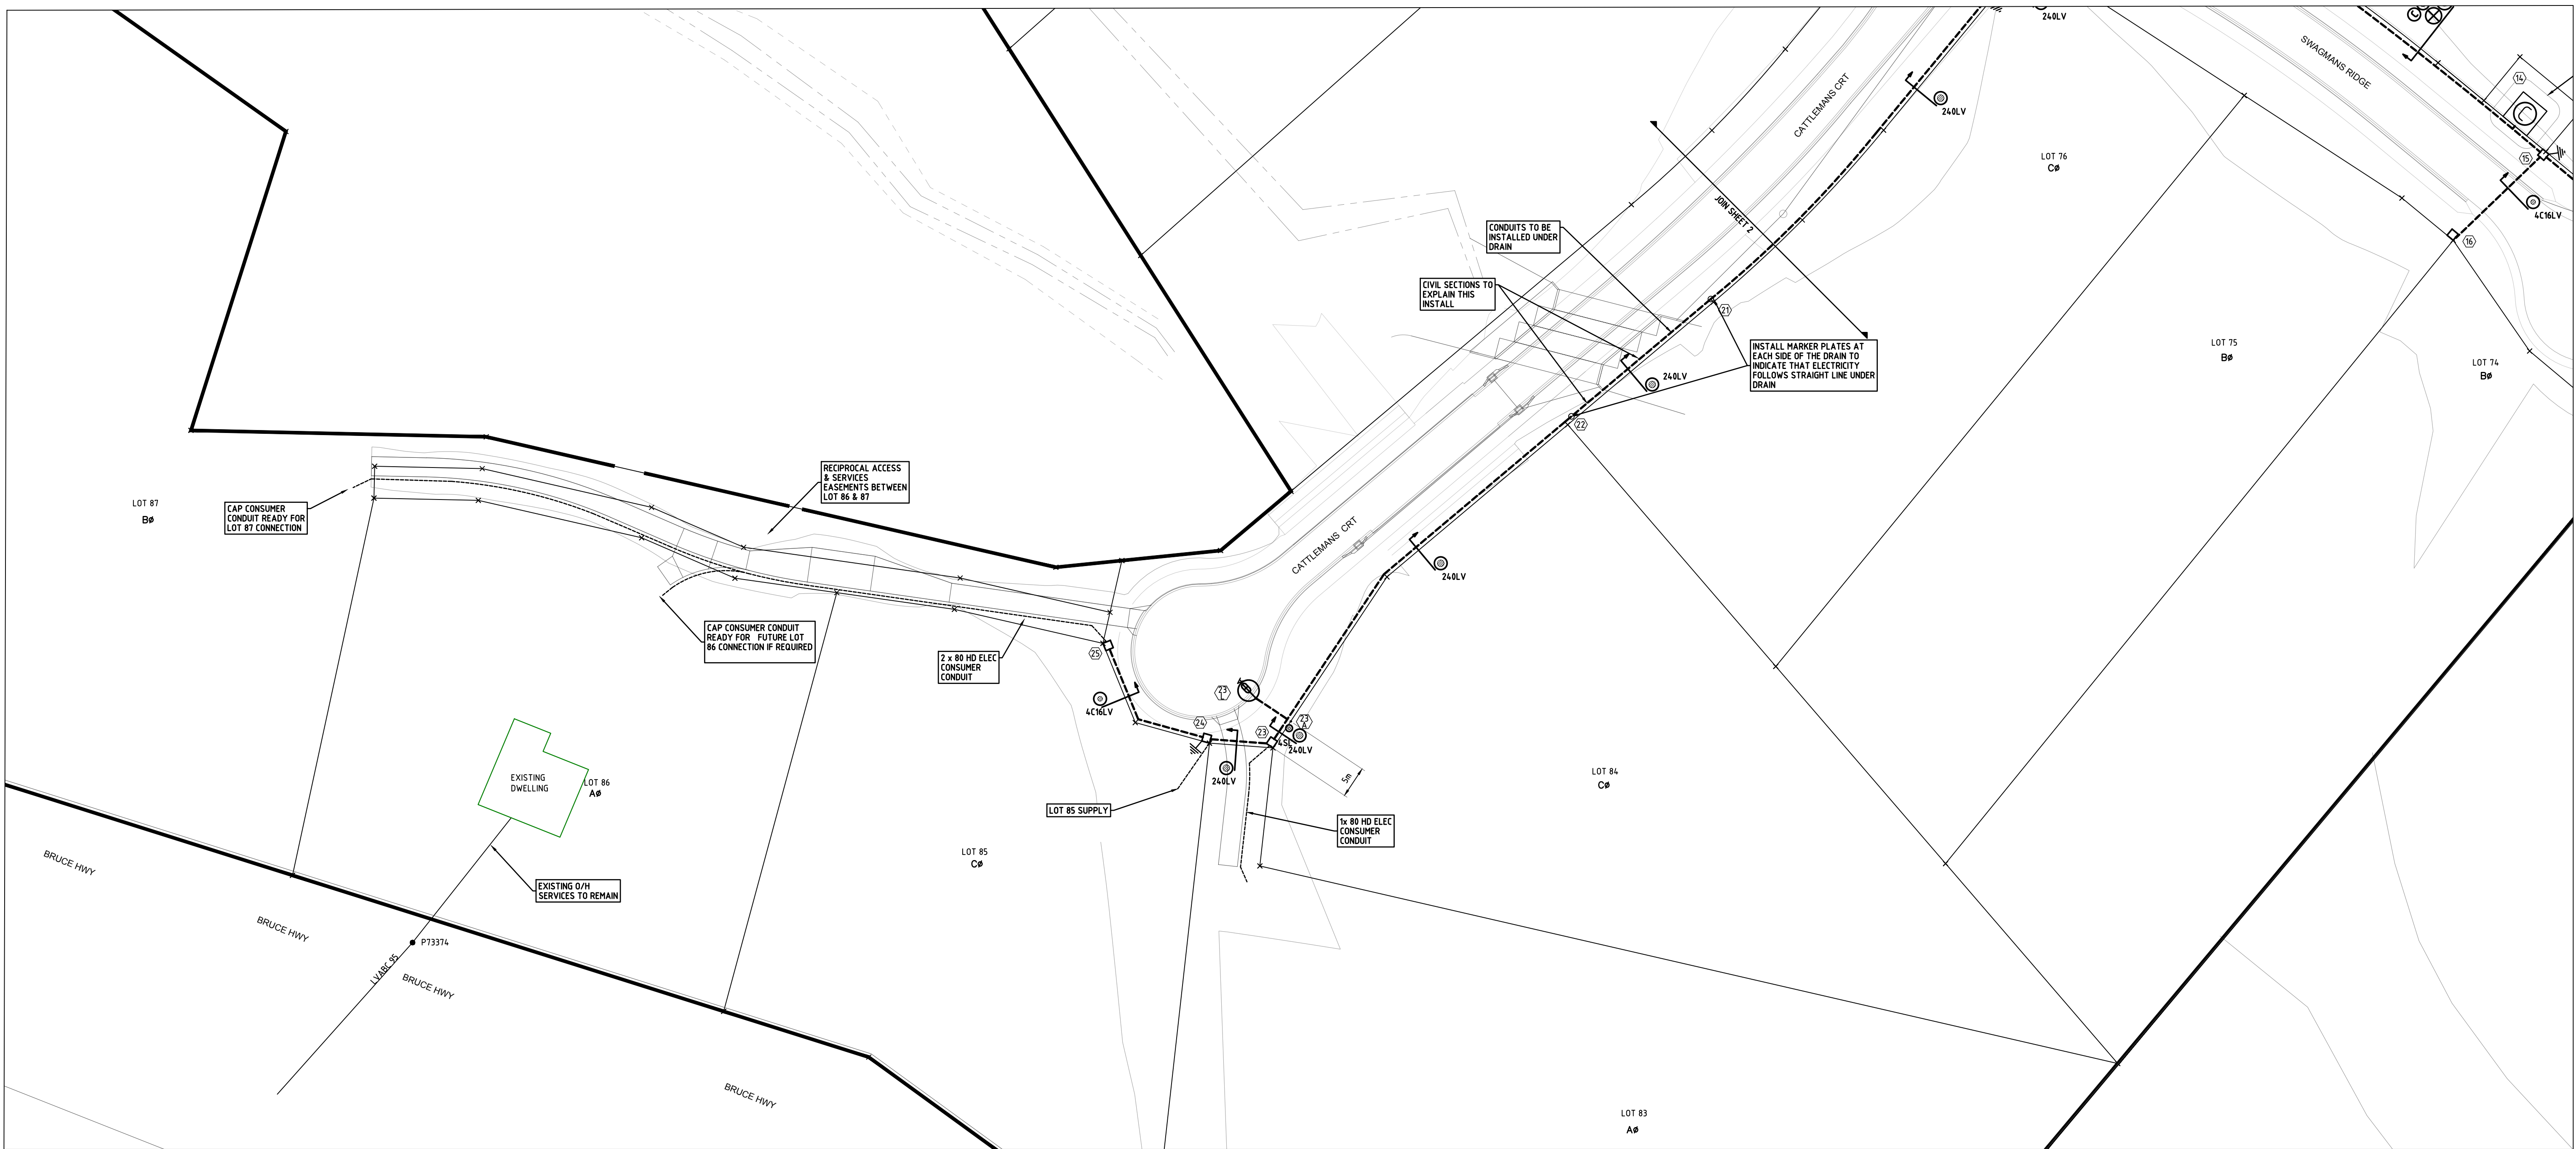 240LV
SWAGMANS RIDGE
14
CATTLEMANS CRT
240LV
LOT 76
CØ
15
JOIN SHEET 2
4C16LV
CONDUITS TO BE
INSTALLED UNDER
DRAIN
16
CIVIL SECTIONS TO
EXPLAIN THIS
INSTALL
21
INSTALL MARKER PLATES AT
EACH SIDE OF THE DRAIN TO
INDICATE THAT ELECTRICITY
FOLLOWS STRAIGHT LINE UNDER
DRAIN
LOT 75
BØ
LOT 74
BØ
240LV
22
RECIPROCAL ACCESS
& SERVICES
EASEMENTS BETWEEN
LOT 86 & 87
LOT 87
BØ
CAP CONSUMER
CONDUIT READY FOR
LOT 87 CONNECTION
CATTLEMANS CRT
240LV
CAP CONSUMER CONDUIT
READY FOR FUTURE LOT
86 CONNECTION IF REQUIRED
2 x 80 HD ELEC
CONSUMER
CONDUIT
25
23
L
4C16LV
24
23
23
A
4SL
240LV
240LV
5m
EXISTING
DWELLING
LOT 86
AØ
LOT 84
CØ
LOT 85 SUPPLY
1x 80 HD ELEC
CONSUMER
CONDUIT
LOT 85
CØ
BRUCE HWY
EXISTING O/H
SERVICES TO REMAIN
BRUCE HWY
P73374
LVABC 95
BRUCE HWY
BRUCE HWY
LOT 83
AØ